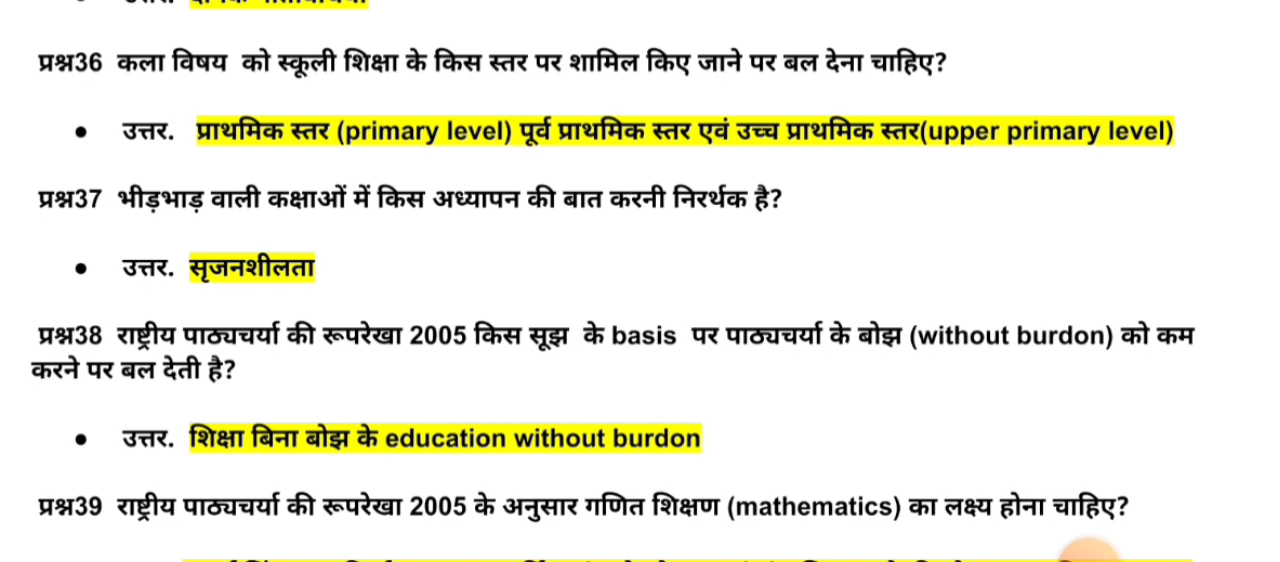 प्रश्न36 कला विषय को स्कूली शिक्षा के किस स्तर पर शामिल किए जाने पर बल देना चाहिए?
• उत्तर. प्राथमिक स्तर (primary level) पूर्व प्राथमिक स्तर एवं उच्च प्राथमिक स्तर(upper primary level)
प्रश्न37 भीड़भाड़ वाली कक्षाओं में किस अध्यापन की बात करनी निरर्थक है?
• उत्तर. सृजनशीलता
प्रश्न38 राष्ट्रीय पाठ्यचर्या की रूपरेखा 2005 किस सूझ के basis पर पाठ्यचर्या के बोझ (without burdon) को कम
करने पर बल देती है?
• उत्तर. शिक्षा बिना बोझ के education without burdon
प्रश्न39 राष्ट्रीय पाठ्यचर्या की रूपरेखा 2005 के अनुसार गणित शिक्षण (mathematics) का लक्ष्य होना चाहिए?